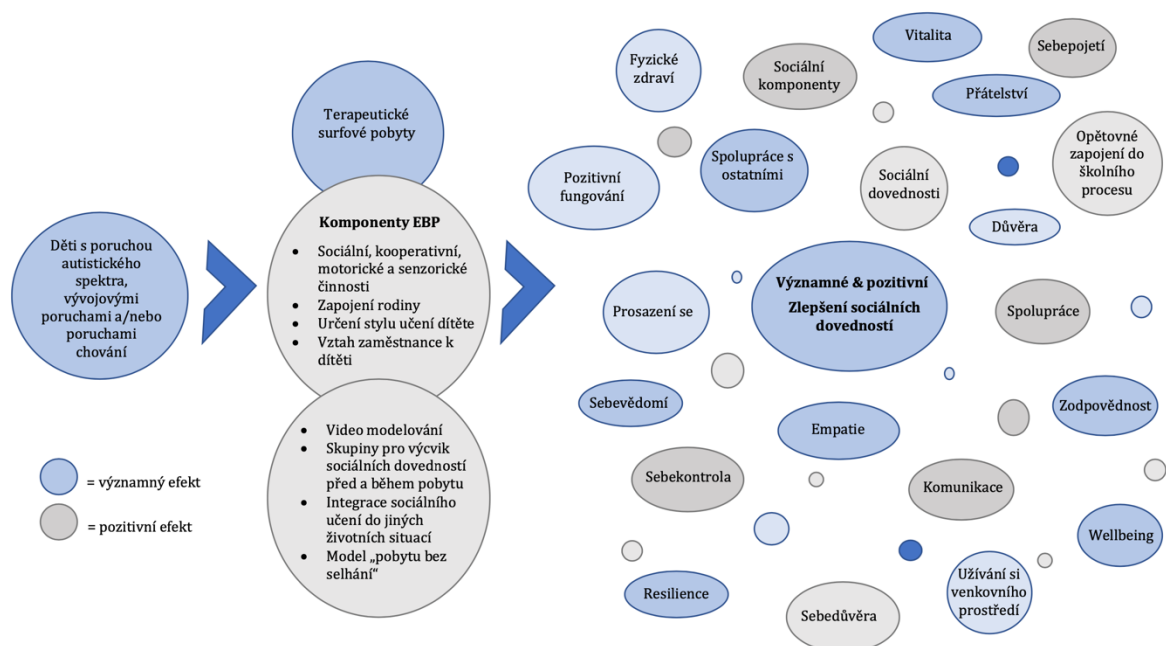 Děti s poruchou
autistického
spektra,
vývojovými
poruchami a/nebo
poruchami
chování
= významný efekt
= pozitivní efekt
Terapeutické
surfové pobyty
Komponenty EBP
• Sociální, kooperativní,
motorické a senzorické
činnosti
• Zapojení rodiny
• Určení stylu učení dítěte
• Vztah zaměstnance k
dítěti
• Video modelování
• Skupiny pro výcvik
sociálních dovedností
před a během pobytu
• Integrace sociálního
učení do jiných
životních situací
• Model „pobytu bez
selhání“
Fyzické
zdraví
Sociální
komponenty
Vitalita
Sebepojetí
Přátelství
Pozitivní
fungování
Spolupráce s
ostatními
Sociální
dovednosti
Opětovné
zapojení do
školního
procesu
Důvěra
Prosazení se
Významné & pozitivní
Zlepšení sociálních
dovedností
Spolupráce
Sebevědomí
Empatie
Zodpovědnost
Sebekontrola
Komunikace
Wellbeing
Resilience
Sebedůvěra
Užívání si
venkovního
prostředí